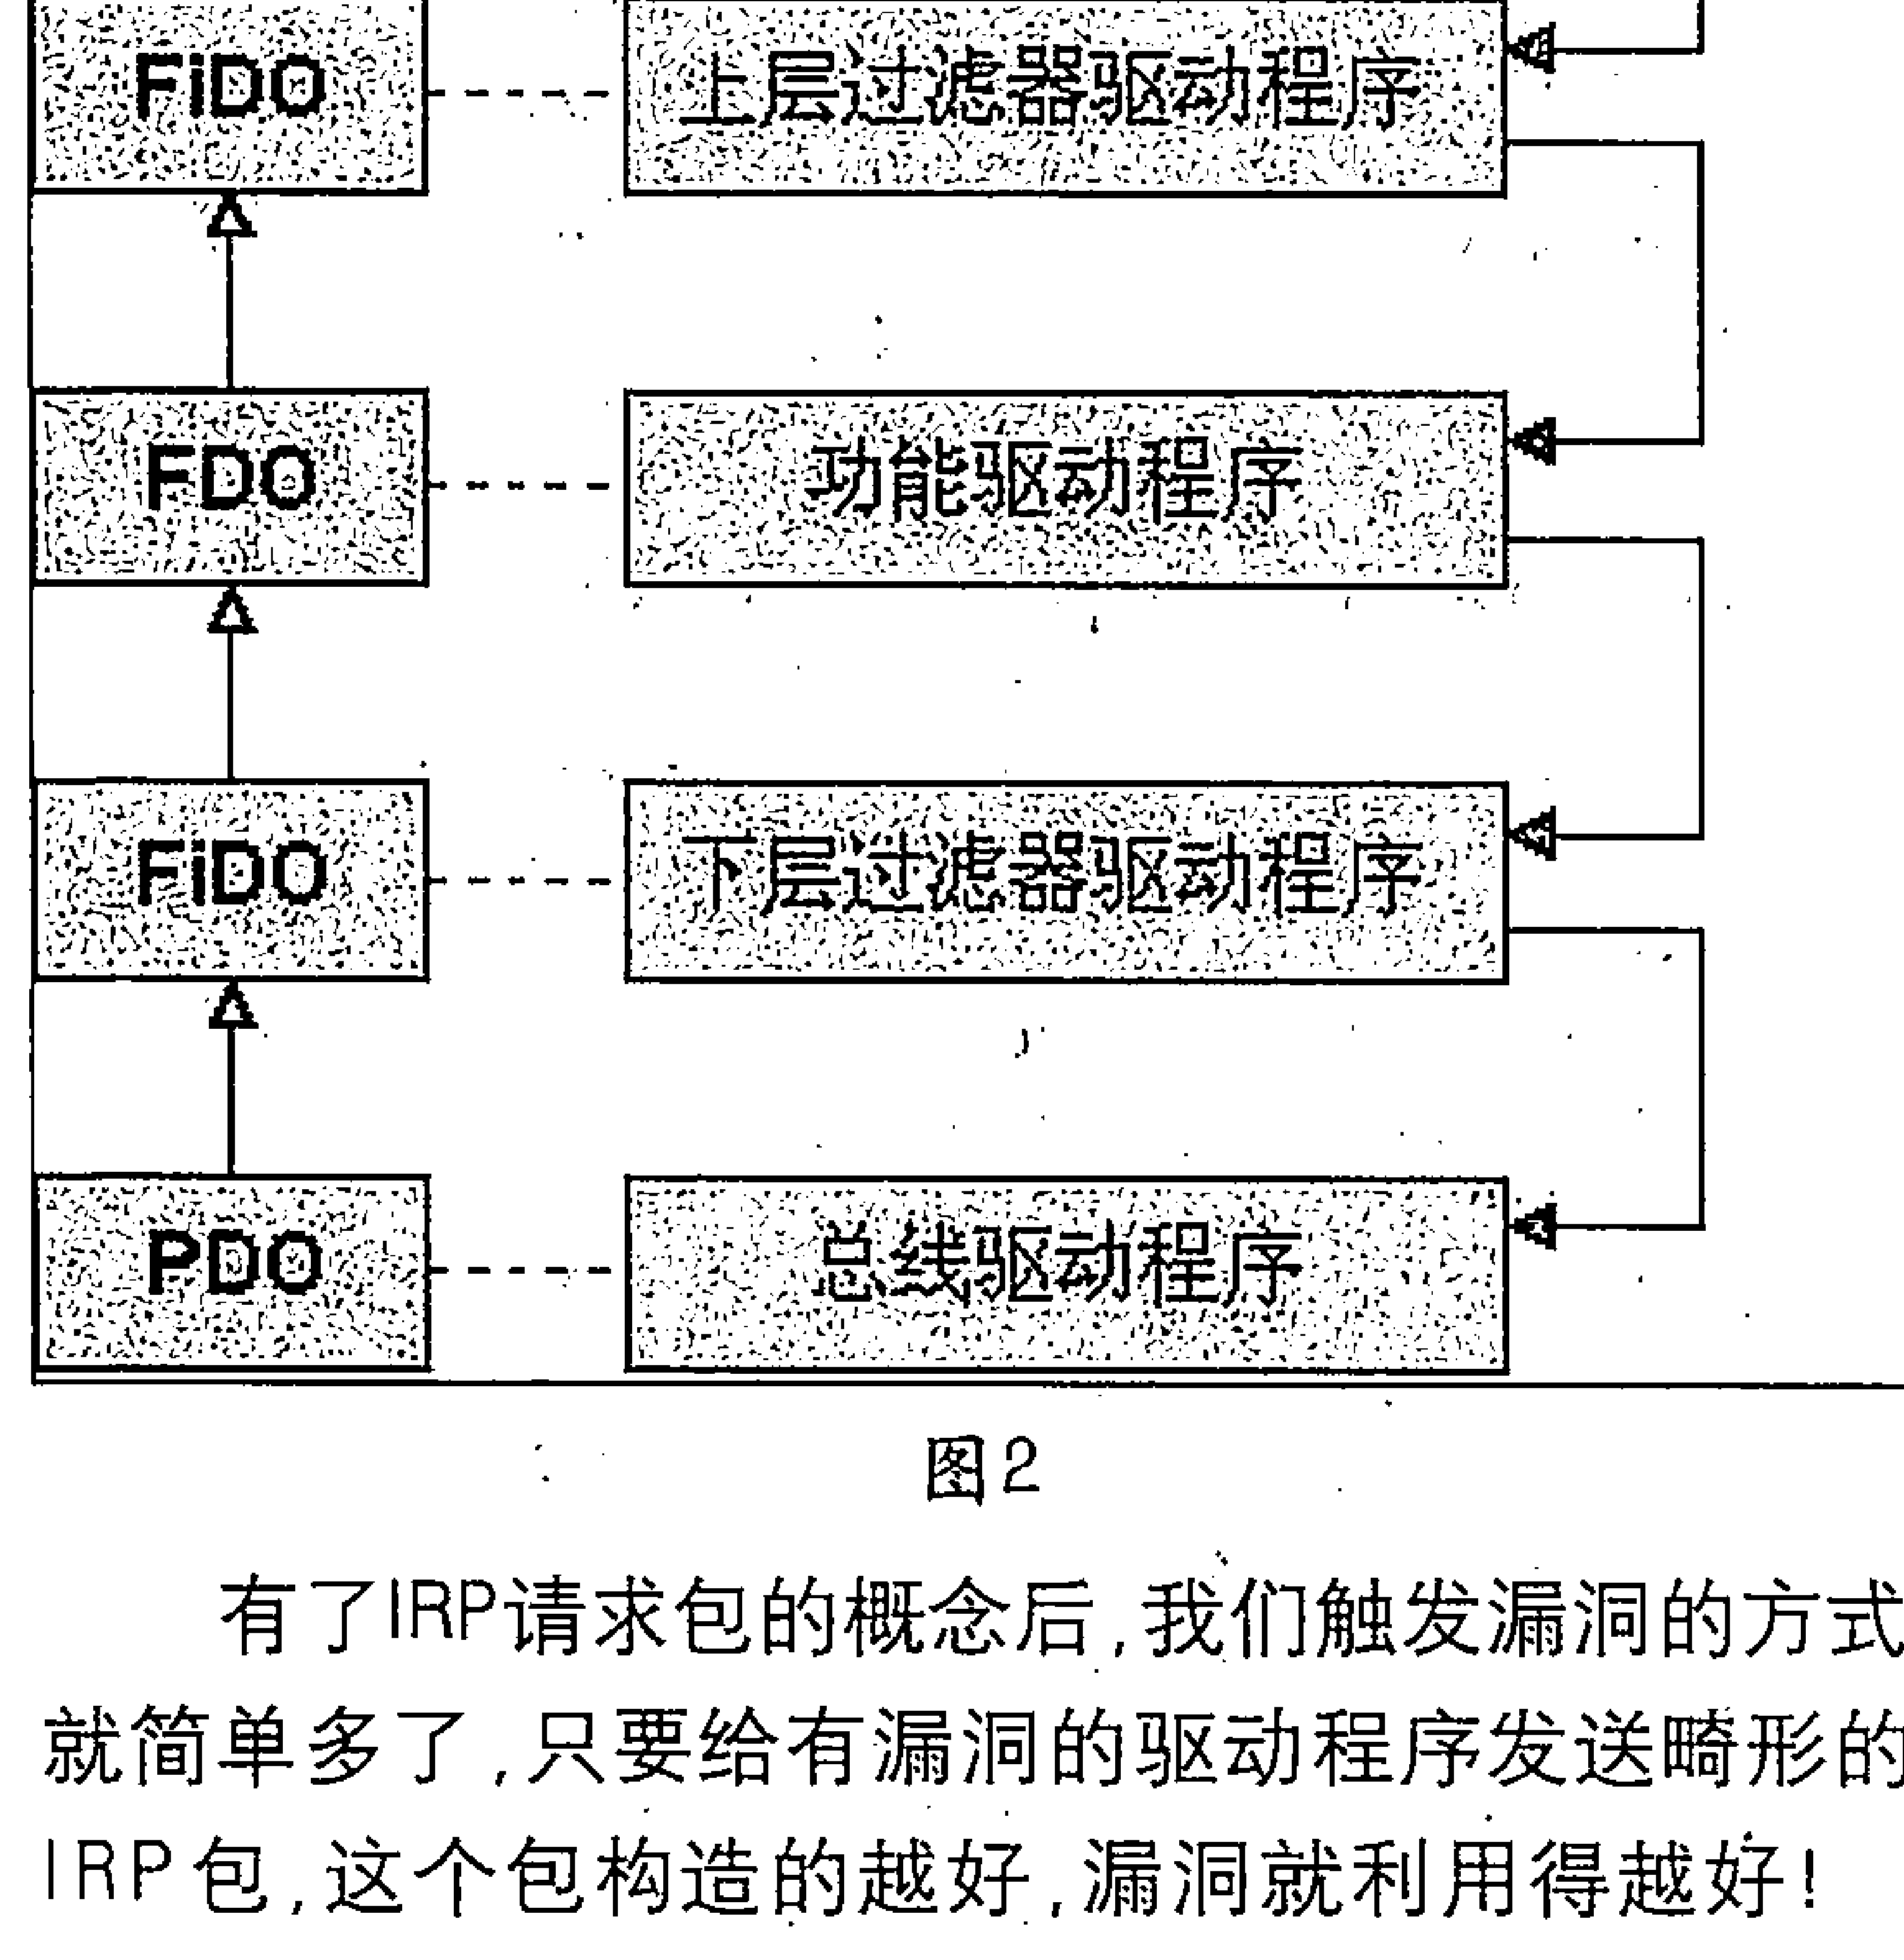 FiDO 上层过滤器驱动程序
FDO 功能驱动程序
FiDO 下层过滤器驱动程序
PDO 总线驱动程序
图2
有了IRP请求包的概念后,我们触发漏洞的方式
就简单多了,只要给有漏洞的驱动程序发送畸形的
IRP包,这个包构造的越好,漏洞就利用得越好!